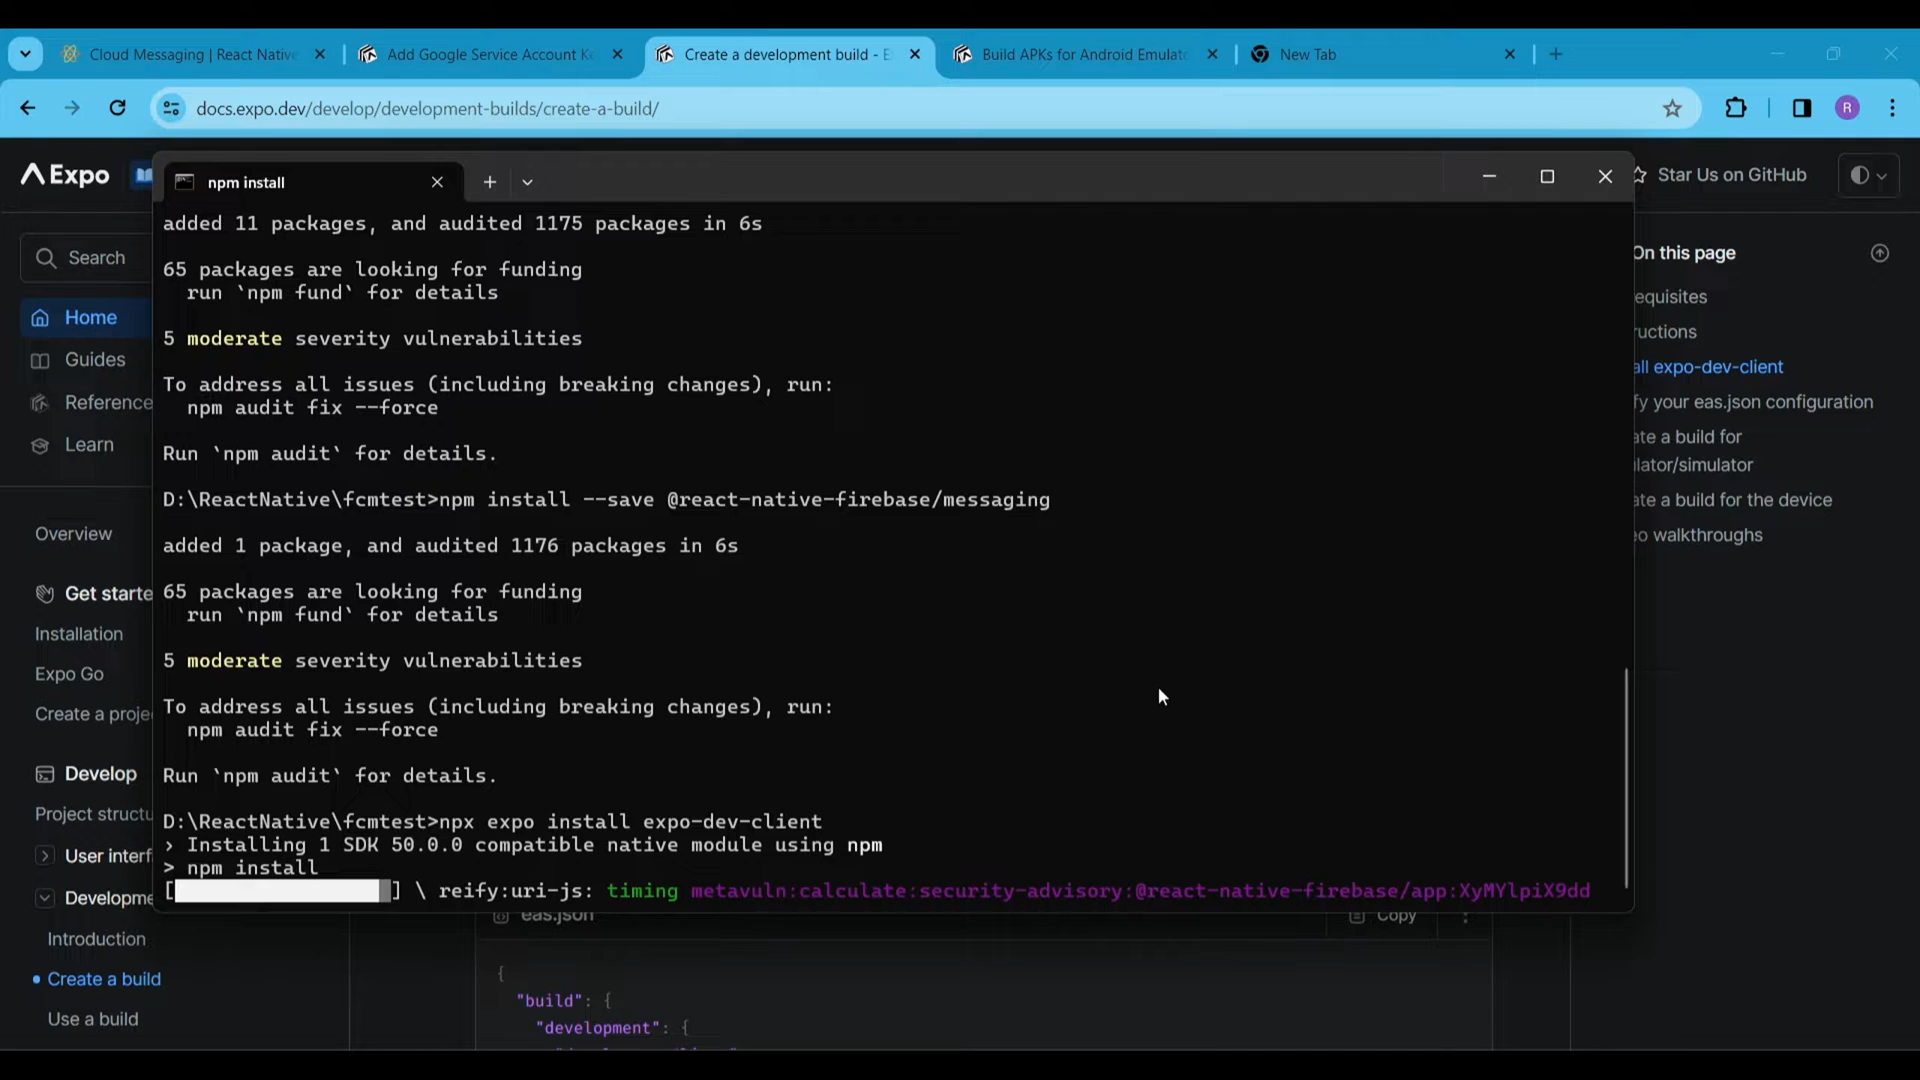 Cloud Messaging | React Native
Add Google Service Account Ke
Create a development build - E
Build APKs for Android Emulato
New Tab
docs.expo.dev/develop/development-builds/create-a-build/
R
Expo
Star Us on GitHub
Search
Home
Guides
Reference
Learn
Overview
Get starte
Installation
Expo Go
Create a proje
Develop
Project structu
User interf
Developme
Introduction
Create a build
Use a build
npm install
added 11 packages, and audited 1175 packages in 6s
65 packages are looking for funding
run `npm fund` for details
5 moderate severity vulnerabilities
To address all issues (including breaking changes), run:
npm audit fix --force
Run `npm audit` for details.
D:\ReactNative\fcmtest>npm install --save @react-native-firebase/messaging
added 1 package, and audited 1176 packages in 6s
65 packages are looking for funding
run `npm fund` for details
5 moderate severity vulnerabilities
To address all issues (including breaking changes), run:
npm audit fix --force
Run `npm audit` for details.
D:\ReactNative\fcmtest>npx expo install expo-dev-client
› Installing 1 SDK 50.0.0 compatible native module using npm
> npm install
[ ] \ reify:uri-js: timing metavuln:calculate:security-advisory:@react-native-firebase/app:XyMYlpiX9dd
eas.json
Copy
{
"build": {
"development": {
On this page
equisites
ructions
all expo-dev-client
fy your eas.json configuration
ate a build for
lator/simulator
ate a build for the device
eo walkthroughs